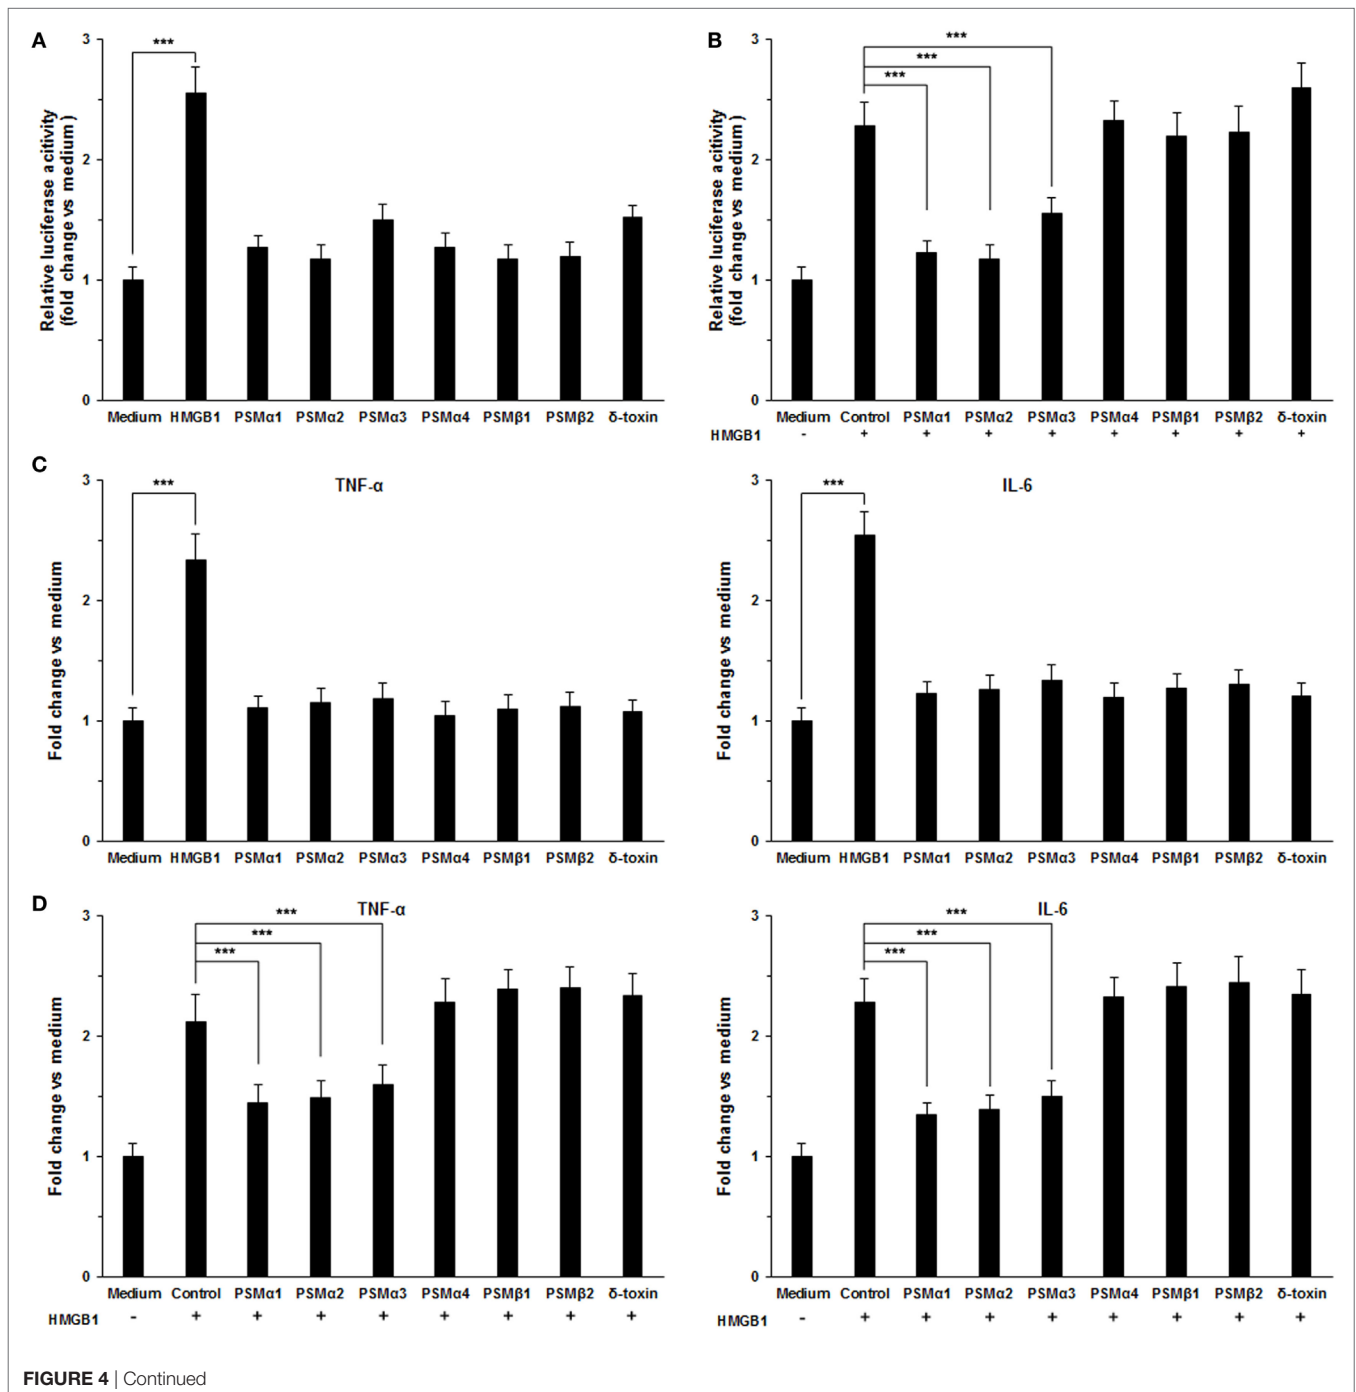 A
B
3
2
1
0
Relative luciferase acitivity
(fold change vs medium )
***
Medium HMGB1 PSMα1 PSMα2 PSMα3 PSMα4 PSMβ1 PSMβ2 δ-toxin
3
2
1
0
Relative luciferase acitivity
(fold change vs medium)
***
***
***
Medium Control PSMα1 PSMα2 PSMα3 PSMα4 PSMβ1 PSMβ2 δ-toxin
HMGB1 - + + + + + + + +
C
TNF-α
3
2
1
0
Fold change vs medium
***
Medium HMGB1 PSMα1 PSMα2 PSMα3 PSMα4 PSMβ1 PSMβ2 δ-toxin
IL-6
3
2
1
0
Fold change vs medium
***
Medium HMGB1 PSMα1 PSMα2 PSMα3 PSMα4 PSMβ1 PSMβ2 δ-toxin
D
TNF-α
3
2
1
0
Fold change vs medium
***
***
***
Medium Control PSMα1 PSMα2 PSMα3 PSMα4 PSMβ1 PSMβ2 δ-toxin
HMGB1 - + + + + + + + +
IL-6
3
2
1
0
Fold change vs medium
***
***
***
Medium Control PSMα1 PSMα2 PSMα3 PSMα4 PSMβ1 PSMβ2 δ-toxin
HMGB1 - + + + + + + + +
FIGURE 4 | Continued